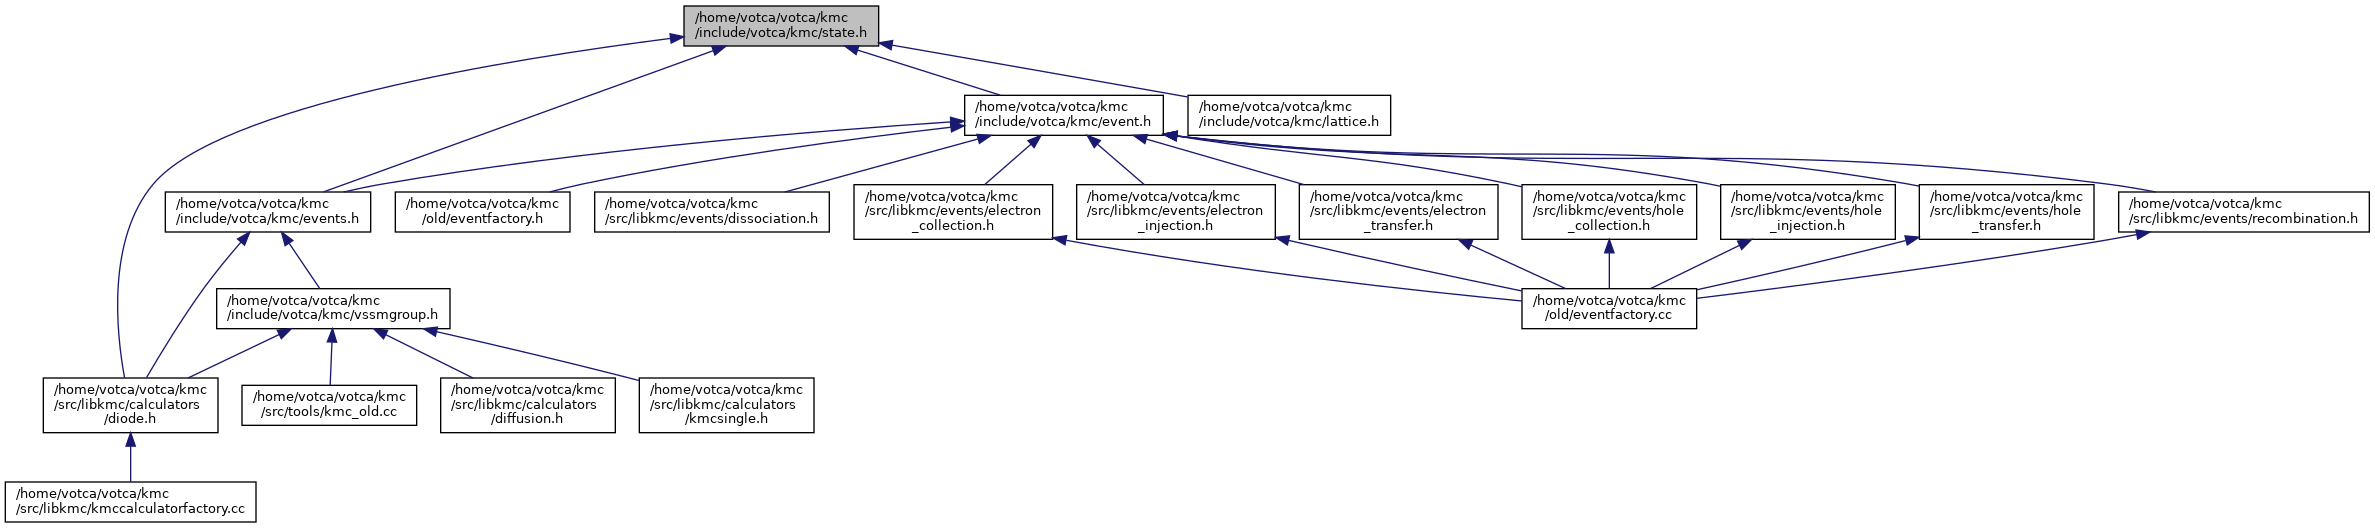 /home/votca/votca/kmc
/include/votca/kmc/state.h
/home/votca/votca/kmc
/include/votca/kmc/event.h
/home/votca/votca/kmc
/include/votca/kmc/lattice.h
/home/votca/votca/kmc
/include/votca/kmc/events.h
/home/votca/votca/kmc
/old/eventfactory.h
/home/votca/votca/kmc
/src/libkmc/events/dissociation.h
/home/votca/votca/kmc
/src/libkmc/events/electron
_collection.h
/home/votca/votca/kmc
/src/libkmc/events/electron
_injection.h
/home/votca/votca/kmc
/src/libkmc/events/electron
_transfer.h
/home/votca/votca/kmc
/src/libkmc/events/hole
_collection.h
/home/votca/votca/kmc
/src/libkmc/events/hole
_injection.h
/home/votca/votca/kmc
/src/libkmc/events/hole
_transfer.h
/home/votca/votca/kmc
/src/libkmc/events/recombination.h
/home/votca/votca/kmc
/include/votca/kmc/vssmgroup.h
/home/votca/votca/kmc
/old/eventfactory.cc
/home/votca/votca/kmc
/src/libkmc/calculators
/diode.h
/home/votca/votca/kmc
/src/tools/kmc_old.cc
/home/votca/votca/kmc
/src/libkmc/calculators
/diffusion.h
/home/votca/votca/kmc
/src/libkmc/calculators
/kmcsingle.h
/home/votca/votca/kmc
/src/libkmc/kmccalculatorfactory.cc